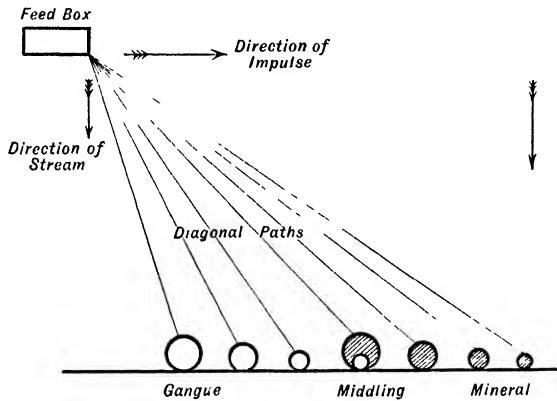 Feed Box
Direction of
Impulse
Direction of
Stream
Diagonal Paths
Gangue
Middling
Mineral